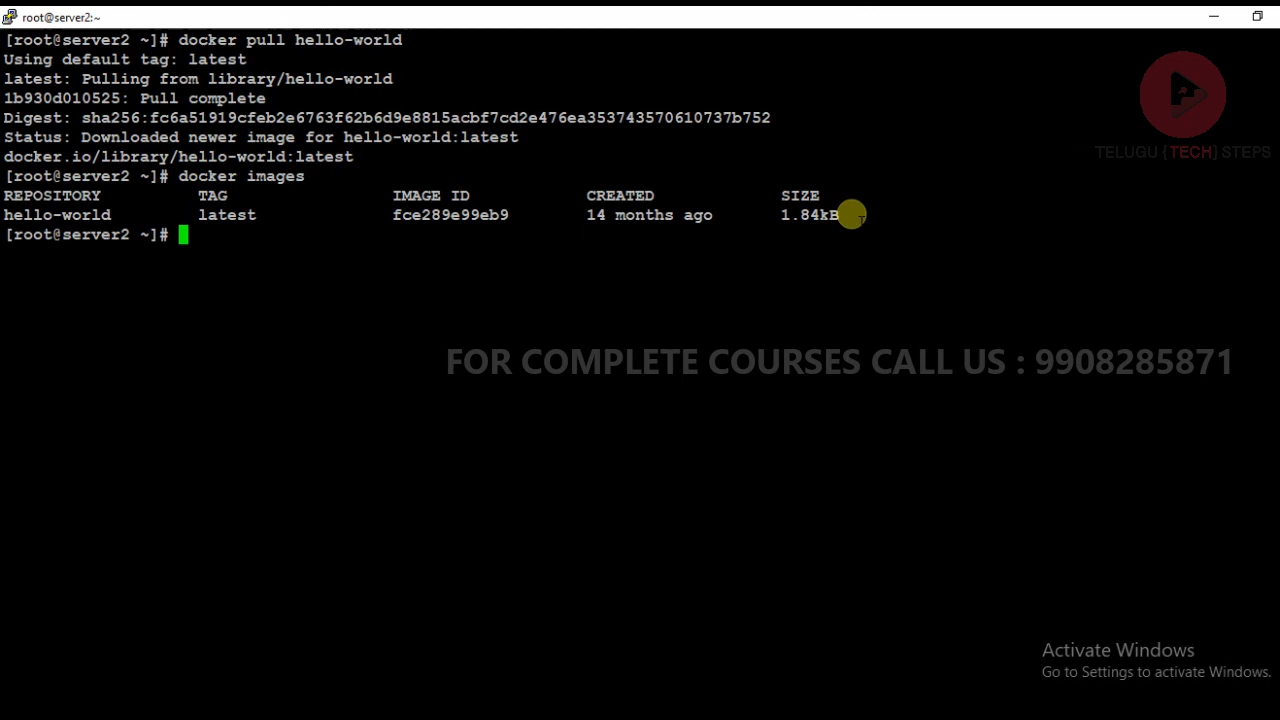 root@server2:~
[root@server2 ~]# docker pull hello-world
Using default tag: latest
latest: Pulling from library/hello-world
1b930d010525: Pull complete
Digest: sha256:fc6a51919cfeb2e6763f62b6d9e8815acbf7cd2e476ea353743570610737b752
Status: Downloaded newer image for hello-world:latest
docker.io/library/hello-world:latest
[root@server2 ~]# docker images
REPOSITORY TAG IMAGE ID CREATED SIZE
hello-world latest fce289e99eb9 14 months ago 1.84kB
[root@server2 ~]#
TELUGU {TECH} STEPS
FOR COMPLETE COURSES CALL US : 9908285871
Activate Windows
Go to Settings to activate Windows.